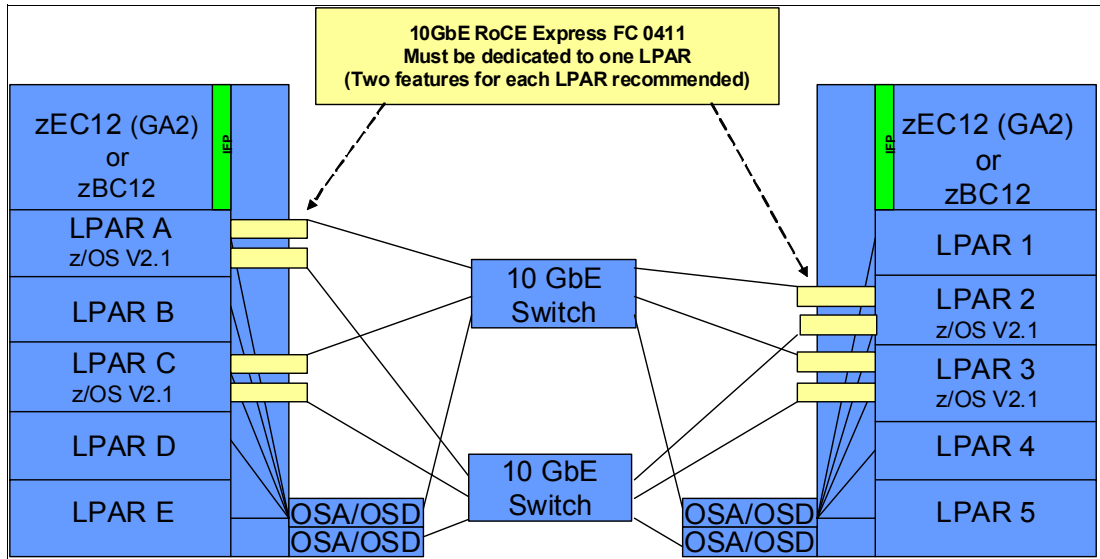 10GbE RoCE Express FC 0411
Must be dedicated to one LPAR
(Two features for each LPAR recommended)
zEC12 (GA2)
or
zBC12
IFP
LPAR A
z/OS V2.1
LPAR B
LPAR C
z/OS V2.1
LPAR D
LPAR E
OSA/OSD
OSA/OSD
10 GbE
Switch
10 GbE
Switch
zEC12 (GA2)
or
zBC12
IFP
LPAR 1
LPAR 2
z/OS V2.1
LPAR 3
z/OS V2.1
LPAR 4
LPAR 5
OSA/OSD
OSA/OSD